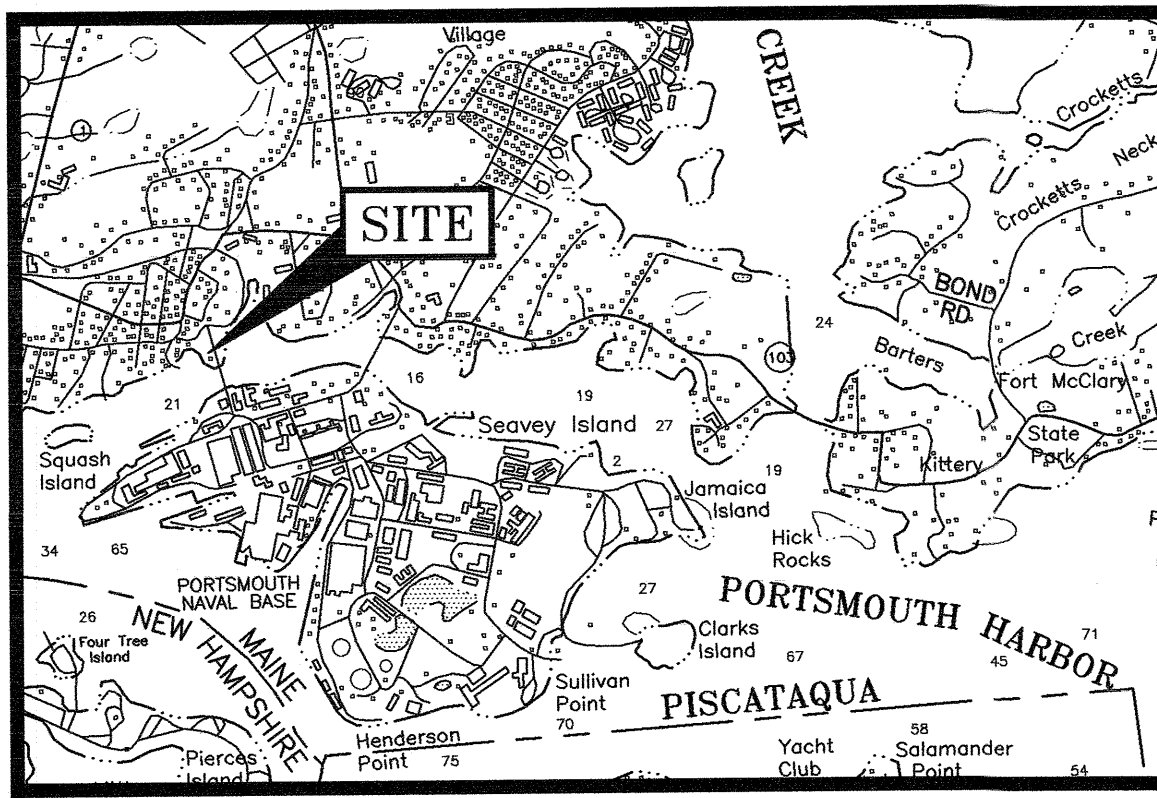 Village
CREEK
Crocketts
Neck
Crocketts
1
SITE
BOND
RD
24
Creek
103
Barters
Fort McClary
16
21
19
Seavey Island
27
State
Park
Squash
Island
2
19
Kittery
Jamaica
Island
Hick
Rocks
34
65
PORTSMOUTH
NAVAL BASE
27
PORTSMOUTH HARBOR
26
NEW HAMPSHIRE
MAINE
Four Tree
Island
Clarks
Island
71
67
45
Sullivan
Point
PISCATAQUA
70
Henderson
Point
75
Pierces
Island
58
Yacht
Club
Salamander
Point
54